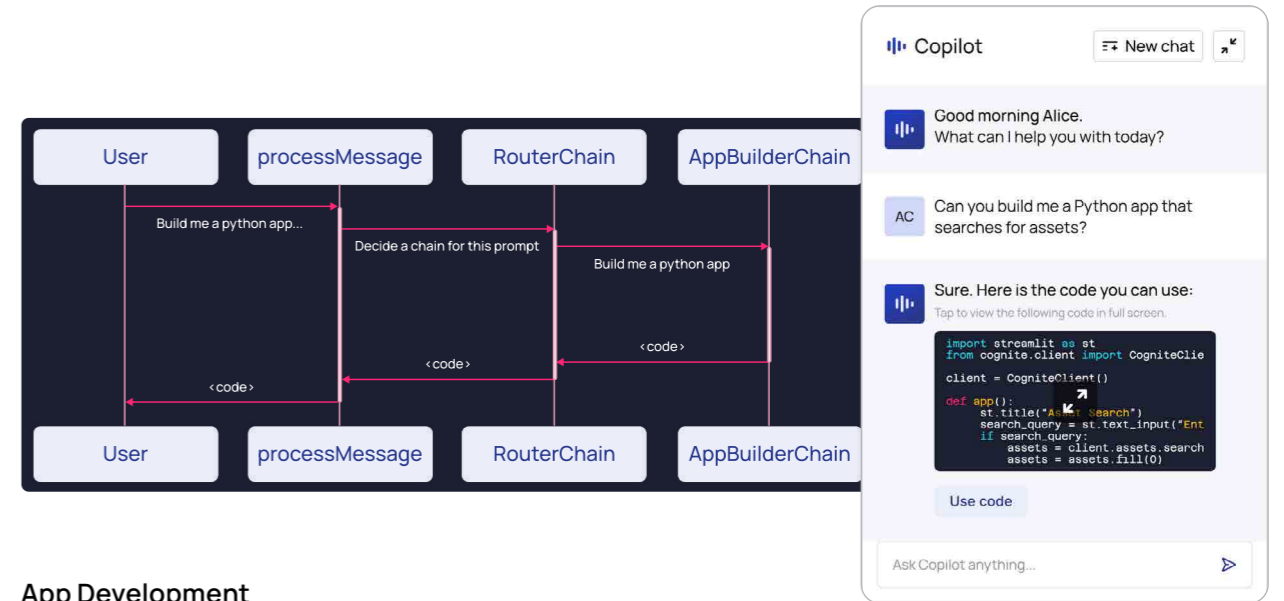 User
processMessage
RouterChain
AppBuilderChain
Build me a python app...
Decide a chain for this prompt
Build me a python app
<code>
<code>
<code>
User
processMessage
RouterChain
AppBuilderChain
App Development
Copilot
New chat
Good morning Alice.
What can I help you with today?
AC
Can you build me a Python app that
searches for assets?
Sure. Here is the code you can use:
Tap to view the following code in full screen.
import streamlit as st
from cognite.client import CogniteClie
client = CogniteClient()
def app():
st.title("Asset Search")
search_query = st.text_input("Ent
if search_query:
assets = client.assets.search
assets = assets.fill(0)
Use code
Ask Copilot anything...